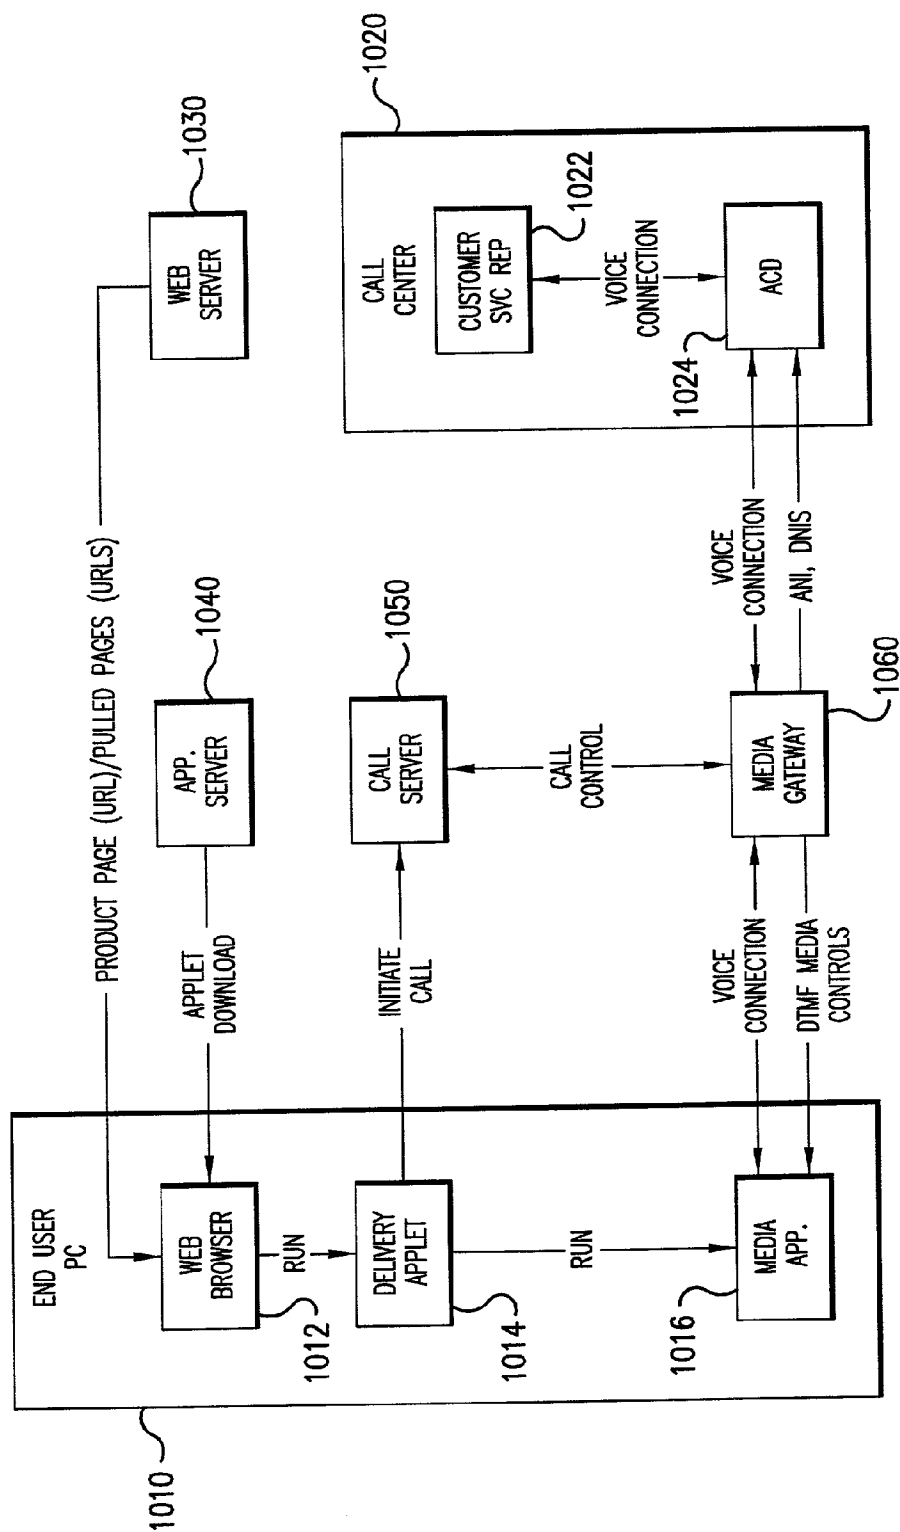 1010
END USER
PC
WEB
BROWSER
1012
RUN
DELIVERY
APPLET
1014
RUN
MEDIA
APP.
1016
PRODUCT PAGE (URL)/PULLED PAGES (URLS)
APPLET
DOWNLOAD
INITIATE
CALL
VOICE
CONNECTION
DTMF MEDIA
CONTROLS
APP.
SERVER
1040
CALL
SERVER
1050
CALL
CONTROL
MEDIA
GATEWAY
1060
VOICE
CONNECTION
ANI, DNIS
WEB
SERVER
1030
CALL
CENTER
1020
CUSTOMER
SVC REP
1022
VOICE
CONNECTION
ACD
1024